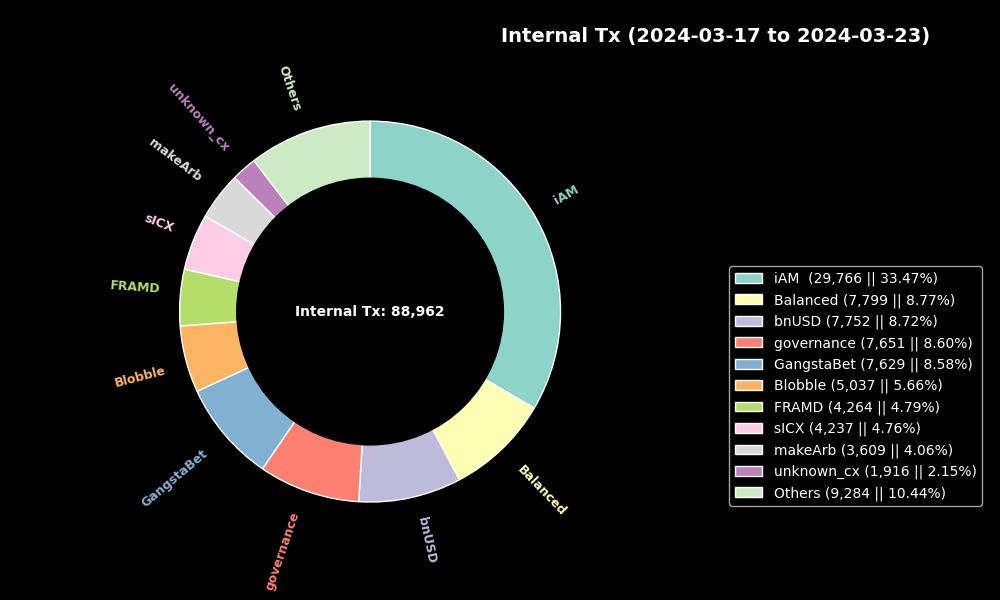 Internal Tx (2024-03-17 to 2024-03-23)
Others
unknown_cx
makeArb
sICX
FRAMD
Blobble
GangstaBet
governance
bnUSD
Balanced
iAM
Internal Tx: 88,962
iAM  (29,766 || 33.47%)
Balanced (7,799 || 8.77%)
bnUSD (7,752 || 8.72%)
governance (7,651 || 8.60%)
GangstaBet (7,629 || 8.58%)
Blobble (5,037 || 5.66%)
FRAMD (4,264 || 4.79%)
sICX (4,237 || 4.76%)
makeArb (3,609 || 4.06%)
unknown_cx (1,916 || 2.15%)
Others (9,284 || 10.44%)